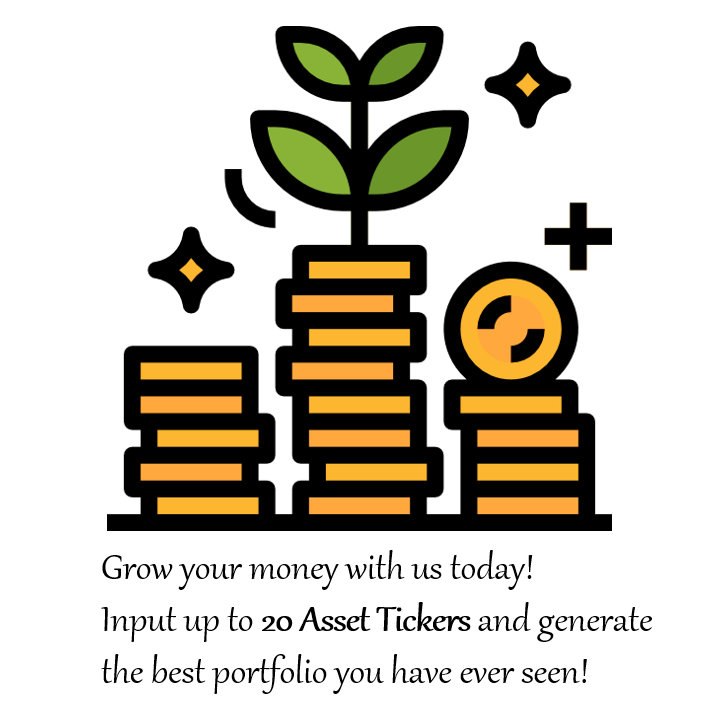 Grow your money with us today!
Input up to 20 Asset Tickers and generate
the best portfolio you have ever seen!